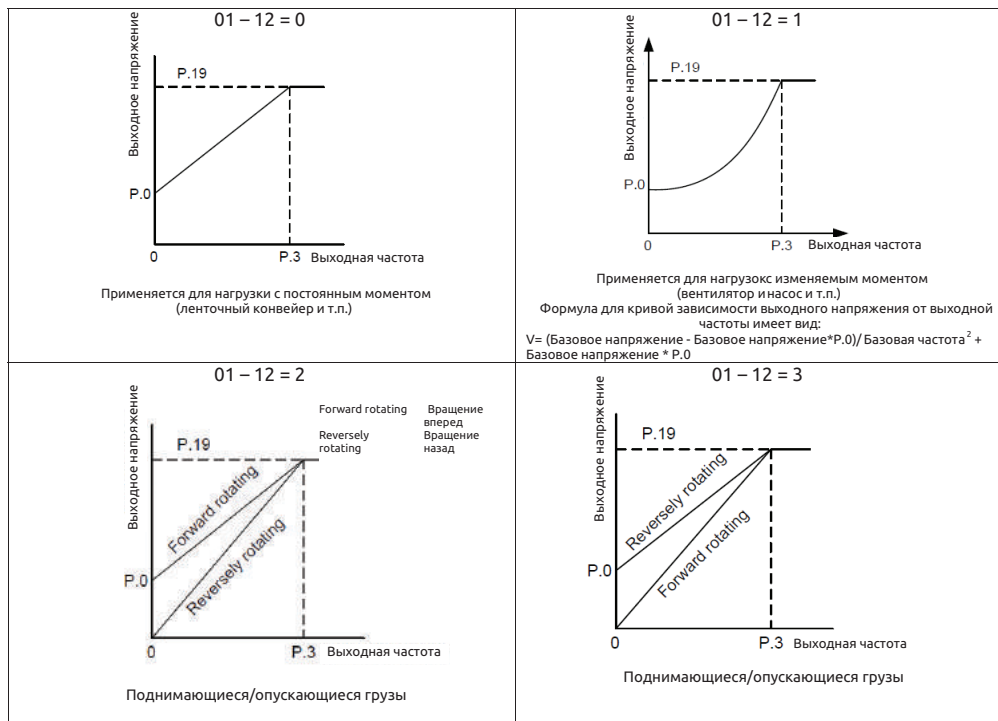 01 – 12 = 0
Выходное напряжение
P.19
P.0
0
P.3
Выходная частота
Применяется для нагрузки с постоянным моментом
(ленточный конвейер и т.п.)
01 – 12 = 1
Выходное напряжение
P.19
P.0
0
P.3
Выходная частота
Применяется для нагрузокс изменяемым моментом
(вентилятор инасос и т.п.)
Формула для кривой зависимости выходного напряжения от выходной
частоты имеет вид:
V= (Базовое напряжение - Базовое напряжение*P.0)/ Базовая частота² +
Базовое напряжение * P.0
01 – 12 = 2
Forward rotating Вращение
вперед
Reversely Вращение
rotating назад
Выходное напряжение
P.19
Forward rotating
Reversely rotating
P.0
0
P.3
Выходная частота
Поднимающиеся/опускающиеся грузы
01 – 12 = 3
Выходное напряжение
P.19
Reversely rotating
Forward rotating
P.0
0
P.3
Выходная частота
Поднимающиеся/опускающиеся грузы